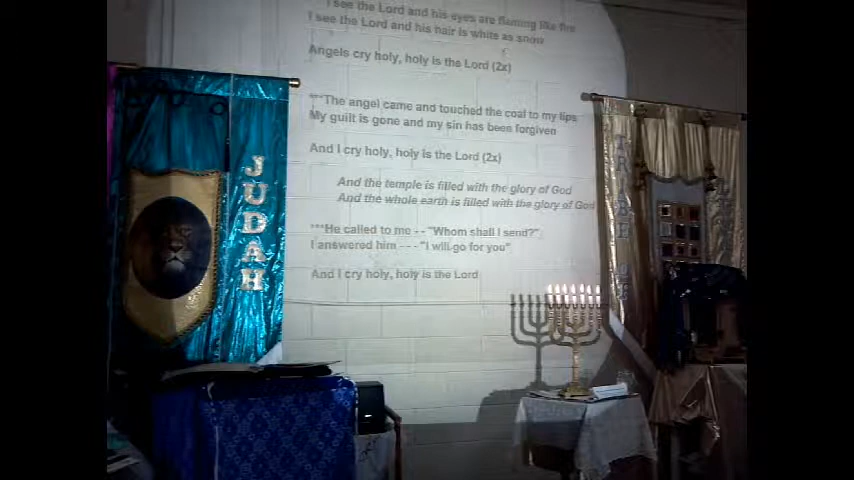 I see the Lord and his eyes are flaming like fire
I see the Lord and his hair is white as snow
Angels cry holy, holy is the Lord (2x)
***The angel came and touched the coal to my lips
My guilt is gone and my sin has been forgiven
And I cry holy, holy is the Lord (2x)
And the temple is filled with the glory of God
And the whole earth is filled with the glory of God
***He called to me - - "Whom shall I send?"
I answered him - - - "I will go for you"
And I cry holy, holy is the Lord
JUDAH
TRIBE OF